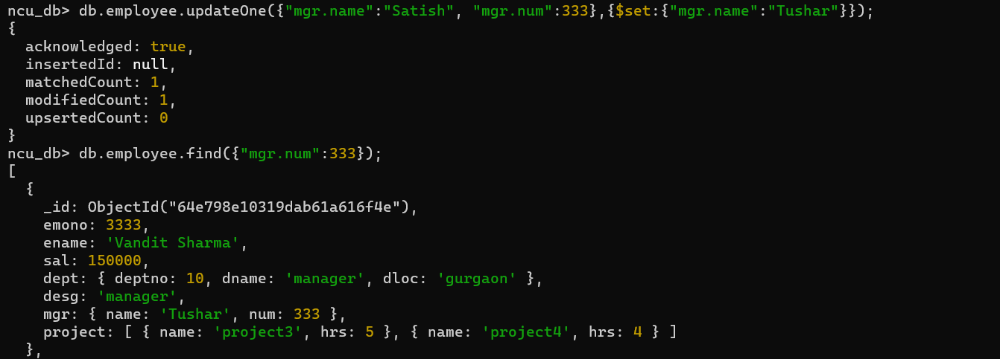 ncu_db> db.employee.updateOne({"mgr.name":"Satish", "mgr.num":333},{$set:{"mgr.name":"Tushar"}});
{
  acknowledged: true,
  insertedId: null,
  matchedCount: 1,
  modifiedCount: 1,
  upsertedCount: 0
}
ncu_db> db.employee.find({"mgr.num":333});
[
  {
    _id: ObjectId("64e798e10319dab61a616f4e"),
    emono: 3333,
    ename: 'Vandit Sharma',
    sal: 150000,
    dept: { deptno: 10, dname: 'manager', dloc: 'gurgaon' },
    desg: 'manager',
    mgr: { name: 'Tushar', num: 333 },
    project: [ { name: 'project3', hrs: 5 }, { name: 'project4', hrs: 4 } ]
  },